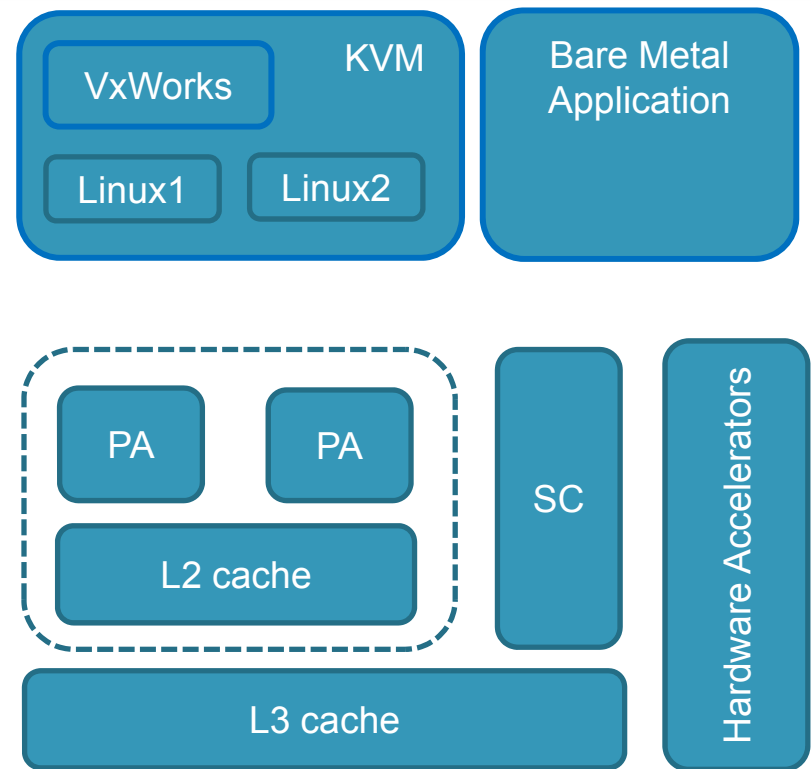 KVM
VxWorks
Linux1
Linux2
Bare Metal
Application
PA
PA
L2 cache
SC
Hardware Accelerators
L3 cache